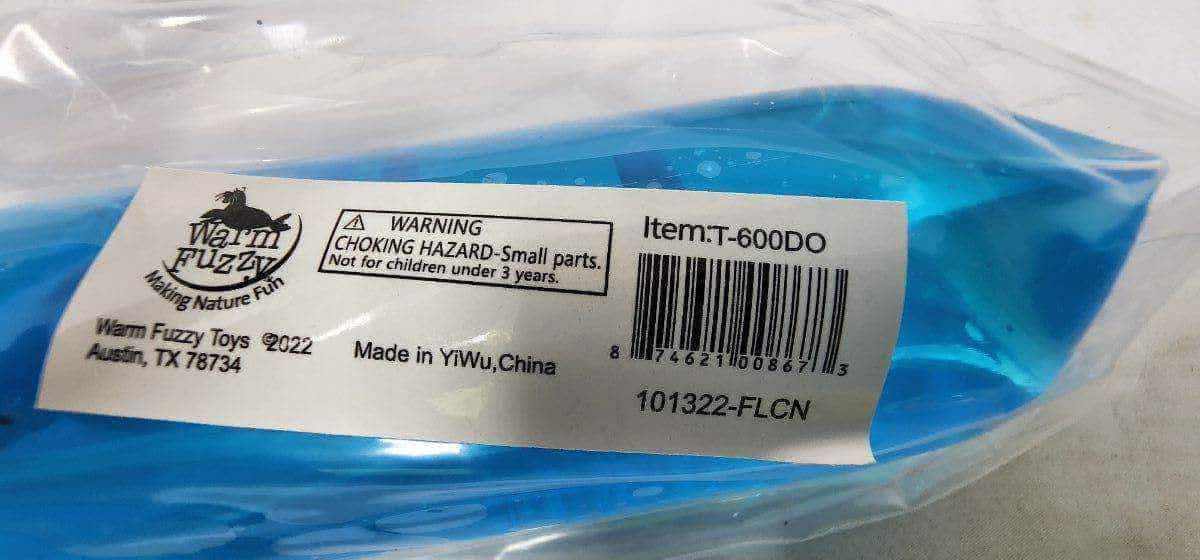 Warm
Fuzzy
Making Nature Fun
Warm Fuzzy Toys ©2022
Austin, TX 78734
⚠ WARNING
CHOKING HAZARD-Small parts.
Not for children under 3 years.
Made in YiWu,China
Item:T-600DO
8 74621 00867 3
101322-FLCN